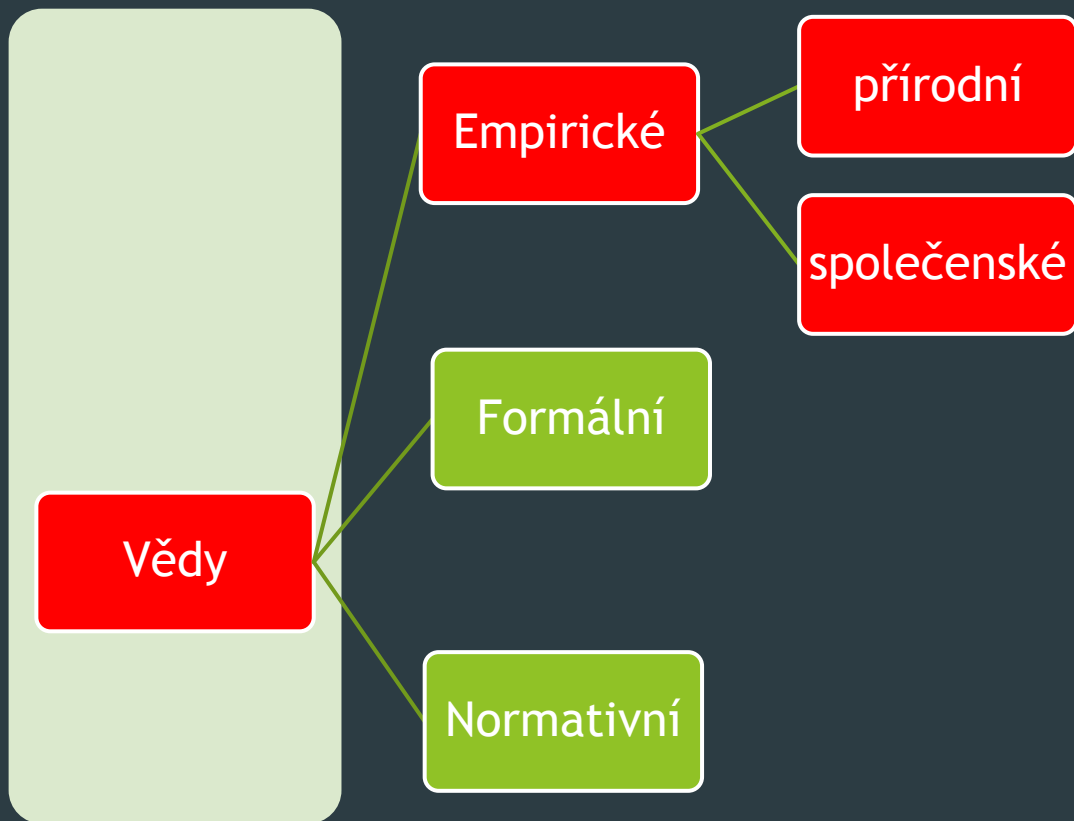 Vědy
Empirické
přírodní
společenské
Formální
Normativní